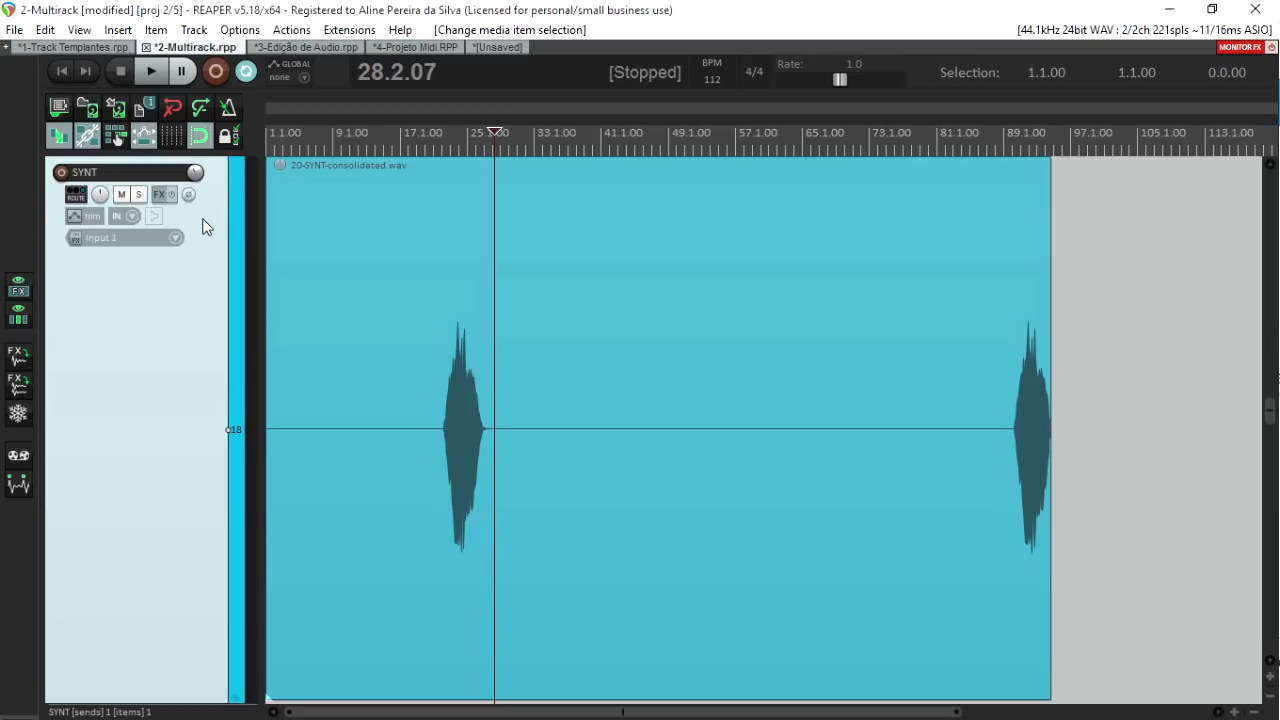 2-Multirack [modified] [proj 2/5] - REAPER v5.18/x64 - Registered to Aline Pereira da Silva (Licensed for personal/small business use)
File Edit View Insert Item Track Options Actions Extensions Help [Change media item selection] [44.1kHz 24bit WAV : 2/2ch 221spls ~11/16ms ASIO]
*1-Track Templantes.rpp *2-Multirack.rpp *3-Edição de Audio.rpp *4-Projeto Midi.RPP *[Unsaved] MONITOR FX
GLOBAL
none
28.2.07 [Stopped]
BPM
112
4/4
Rate: 1.0
Selection: 1.1.00 1.1.00 0.0.00
1.1.00 9.1.00 17.1.00 33.1.00 41.1.00 49.1.00 57.1.00 65.1.00 73.1.00 81.1.00 89.1.00 97.1.00 105.1.00 113.1.00
SYNT
20-SYNT-consolidated.wav
ROUTE M S FX
trim IN
Input 1
FX
FX
FX
18
SYNT [sends] 1 [items] 1